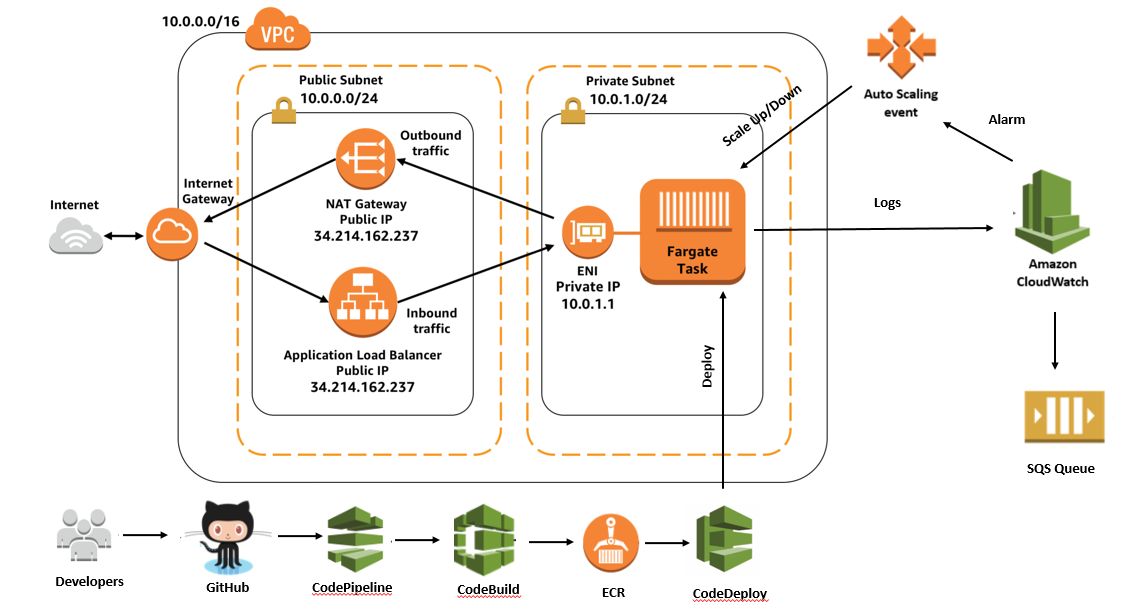 10.0.0.0/16
VPC
Public Subnet
10.0.0.0/24
Private Subnet
10.0.1.0/24
Auto Scaling
event
Scale Up/Down
Alarm
Outbound
traffic
Internet
Gateway
Internet
NAT Gateway
Public IP
34.214.162.237
Logs
Fargate
Task
ENI
Private IP
10.0.1.1
Amazon
CloudWatch
Inbound
traffic
Application Load Balancer
Public IP
34.214.162.237
Deploy
SQS Queue
Developers
GitHub
CodePipeline
CodeBuild
ECR
CodeDeploy